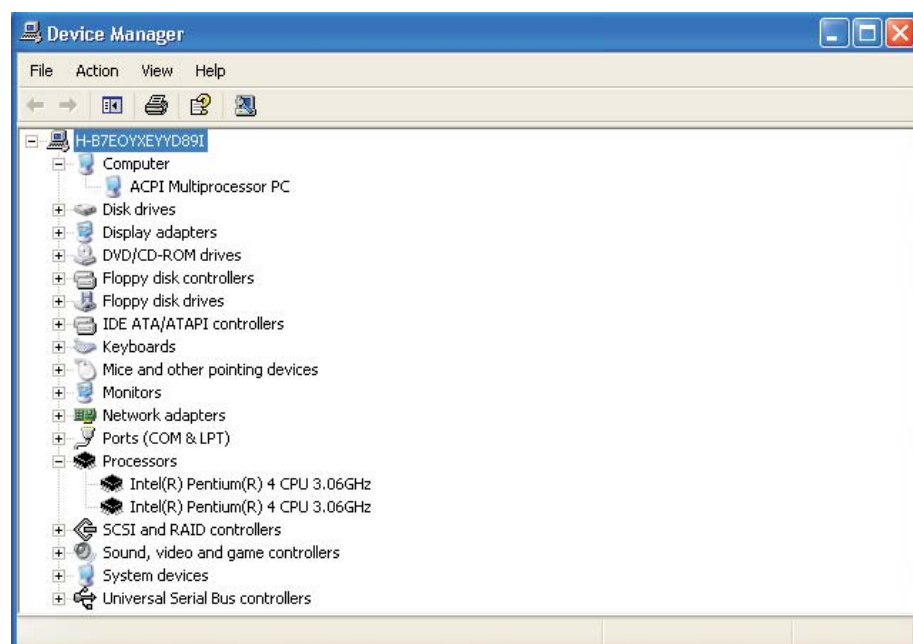 Device Manager
File Action View Help
H-B7EOYXEYYD89I
Computer
ACPI Multiprocessor PC
Disk drives
Display adapters
DVD/CD-ROM drives
Floppy disk controllers
Floppy disk drives
IDE ATA/ATAPI controllers
Keyboards
Mice and other pointing devices
Monitors
Network adapters
Ports (COM & LPT)
Processors
Intel(R) Pentium(R) 4 CPU 3.06GHz
Intel(R) Pentium(R) 4 CPU 3.06GHz
SCSI and RAID controllers
Sound, video and game controllers
System devices
Universal Serial Bus controllers